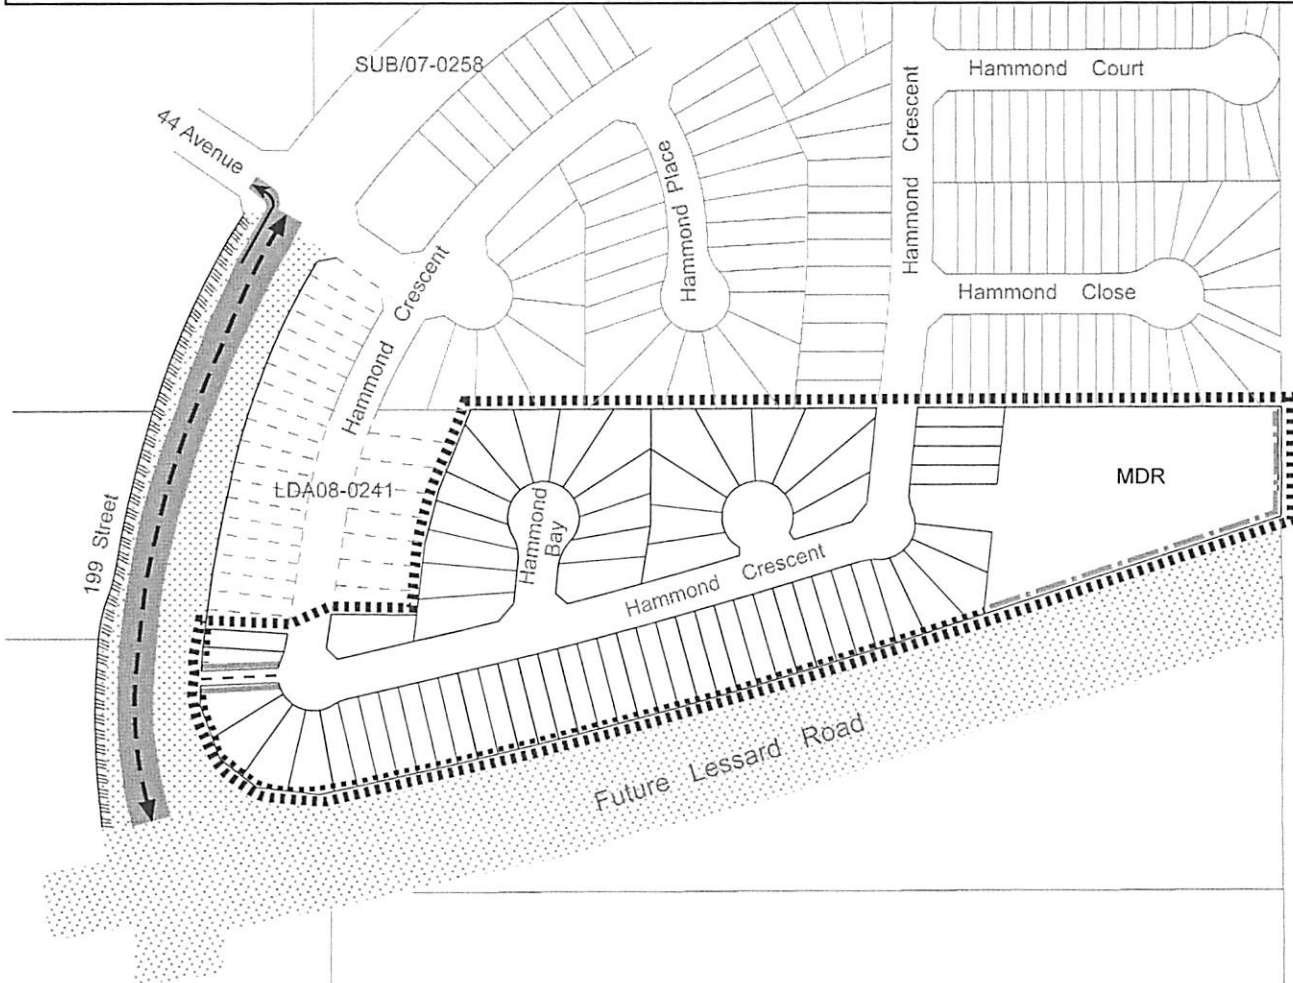 SUB/07-0258
Hammond Court
44 Avenue
Hammond Crescent
Hammond Place
Hammond Crescent
Hammond Close
LDA08-0241
MDR
199 Street
Hammond
Bay
Hammond Crescent
Future Lessard Road